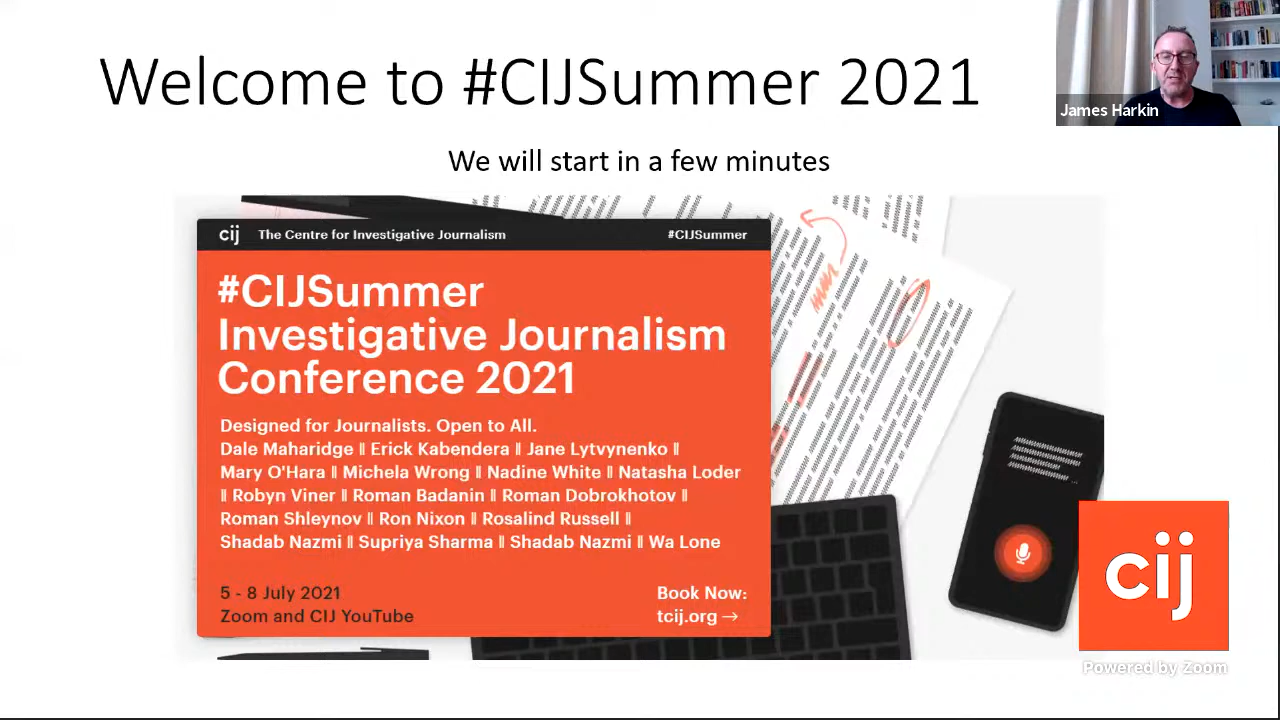 Welcome to #CIJSummer 2021
James Harkin
We will start in a few minutes
cij The Centre for Investigative Journalism #CIJSummer
#CIJSummer
Investigative Journalism
Conference 2021
Designed for Journalists. Open to All.
Dale Maharidge || Erick Kabendera || Jane Lytvynenko ||
Mary O'Hara || Michela Wrong || Nadine White || Natasha Loder
|| Robyn Viner || Roman Badanin || Roman Dobrokhotov ||
Roman Shleynov || Ron Nixon || Rosalind Russell ||
Shadab Nazmi || Supriya Sharma || Shadab Nazmi || Wa Lone
5 - 8 July 2021
Zoom and CIJ YouTube
Book Now:
tcij.org →
cij
Powered by Zoom